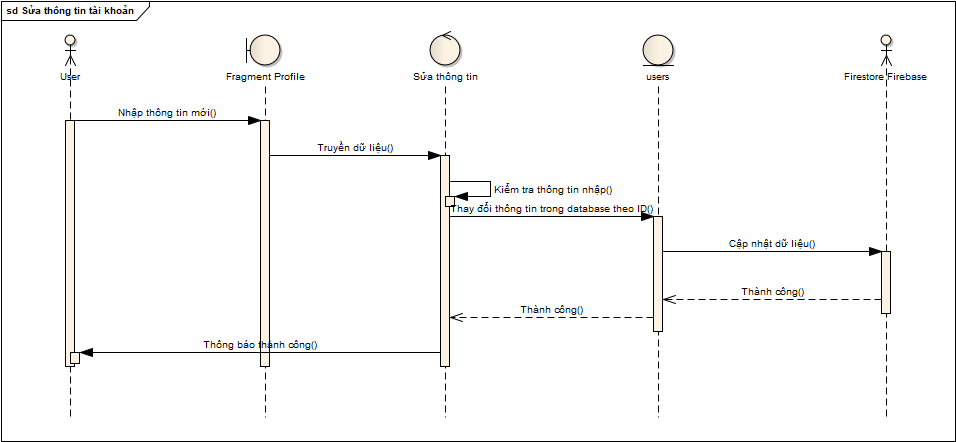 sd Sửa thông tin tài khoản
User
Fragment Profile
Sửa thông tin
users
Firestore Firebase
Nhập thông tin mới()
Truyền dữ liệu()
Kiểm tra thông tin nhập()
Thay đổi thông tin trong database theo ID()
Cập nhật dữ liệu()
Thành công()
Thành công()
Thông báo thành công()